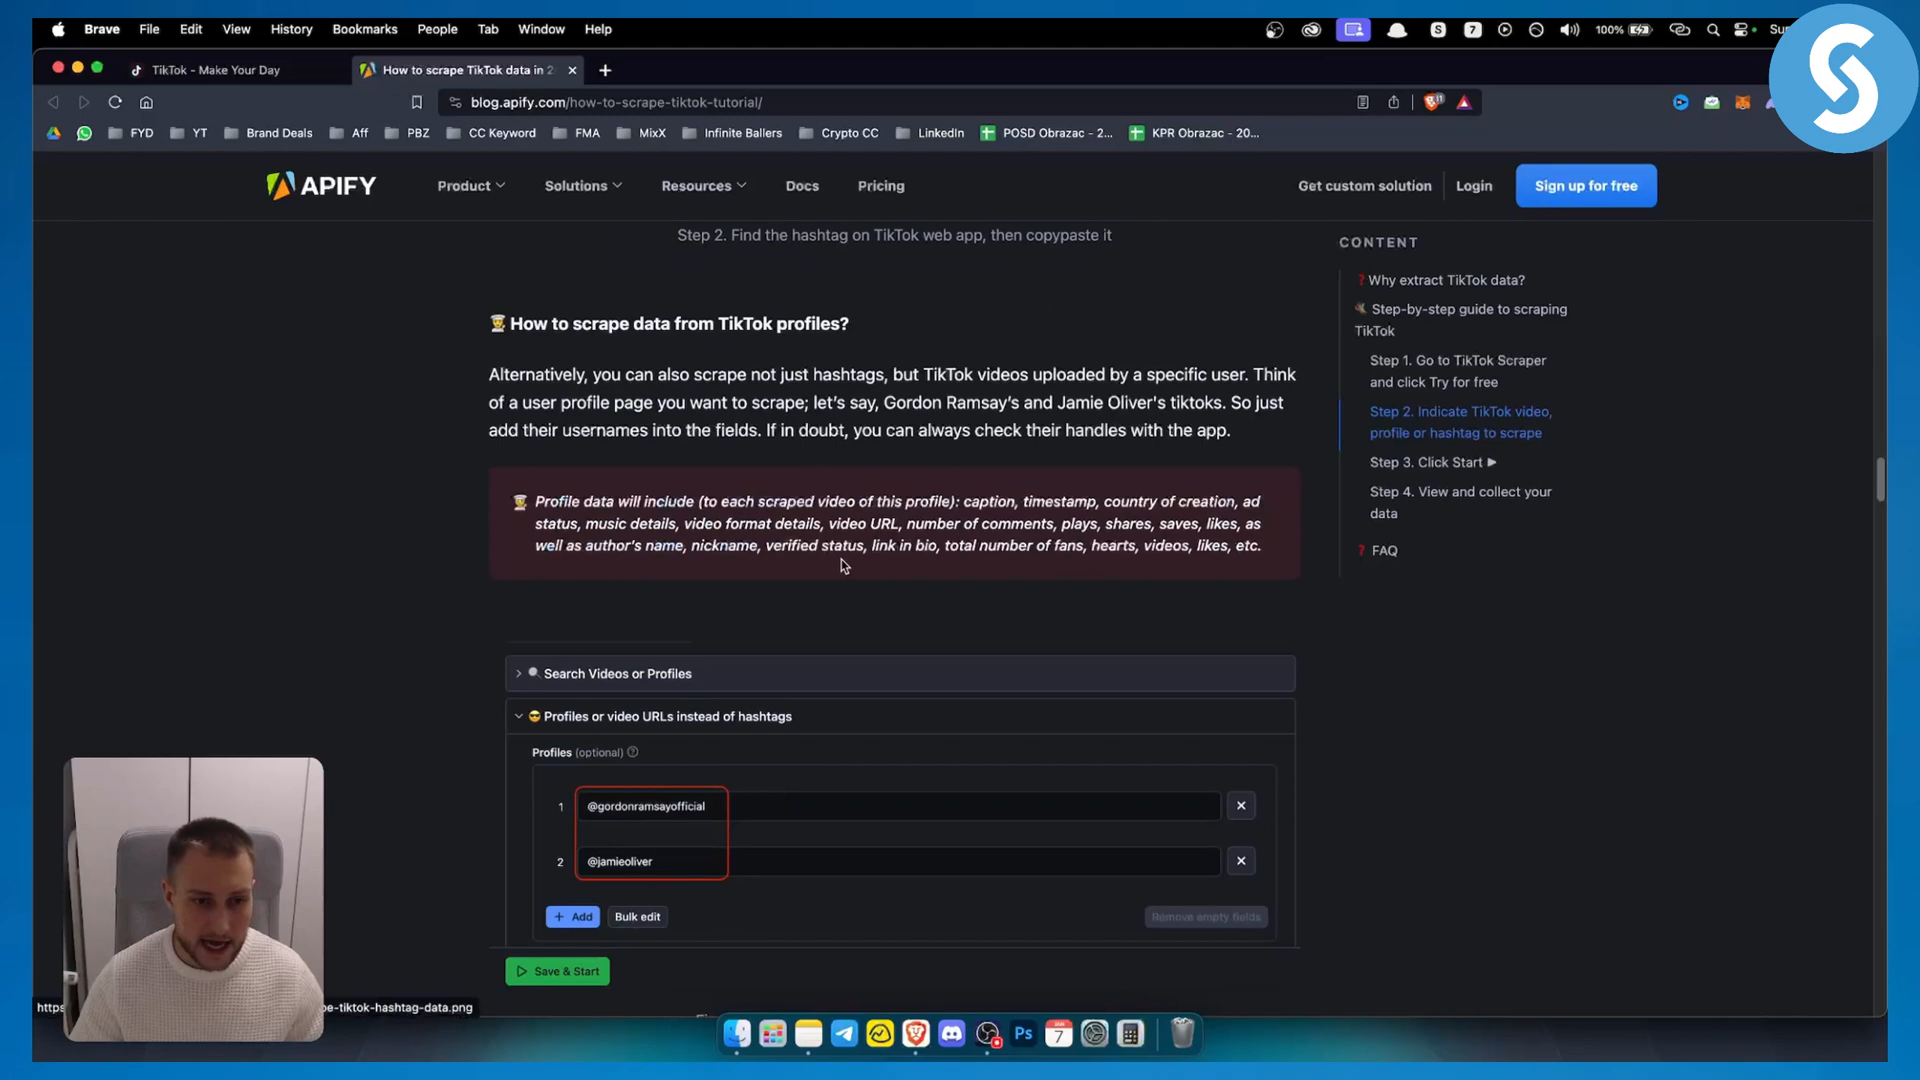 Brave File Edit View History Bookmarks People Tab Window Help
S 7 100%
TikTok - Make Your Day
How to scrape TikTok data in 2
blog.apify.com/how-to-scrape-tiktok-tutorial/
FYD YT Brand Deals Aff PBZ CC Keyword FMA MixX Infinite Ballers Crypto CC LinkedIn POSD Obrazac - 2... KPR Obrazac - 20...
APIFY Product Solutions Resources Docs Pricing Get custom solution Login Sign up for free
Step 2. Find the hashtag on TikTok web app, then copypaste it
How to scrape data from TikTok profiles?
Alternatively, you can also scrape not just hashtags, but TikTok videos uploaded by a specific user. Think
of a user profile page you want to scrape; let's say, Gordon Ramsay's and Jamie Oliver's tiktoks. So just
add their usernames into the fields. If in doubt, you can always check their handles with the app.
Profile data will include (to each scraped video of this profile): caption, timestamp, country of creation, ad
status, music details, video format details, video URL, number of comments, plays, shares, saves, likes, as
well as author's name, nickname, verified status, link in bio, total number of fans, hearts, videos, likes, etc.
Search Videos or Profiles
Profiles or video URLs instead of hashtags
Profiles (optional)
1 @gordonramsayofficial
2 @jamieoliver
+ Add Bulk edit Remove empty fields
Save & Start
CONTENT
Why extract TikTok data?
Step-by-step guide to scraping
TikTok
Step 1. Go to TikTok Scraper
and click Try for free
Step 2. Indicate TikTok video,
profile or hashtag to scrape
Step 3. Click Start
Step 4. View and collect your
data
FAQ
https
e-tiktok-hashtag-data.png
Ps
JAN
7